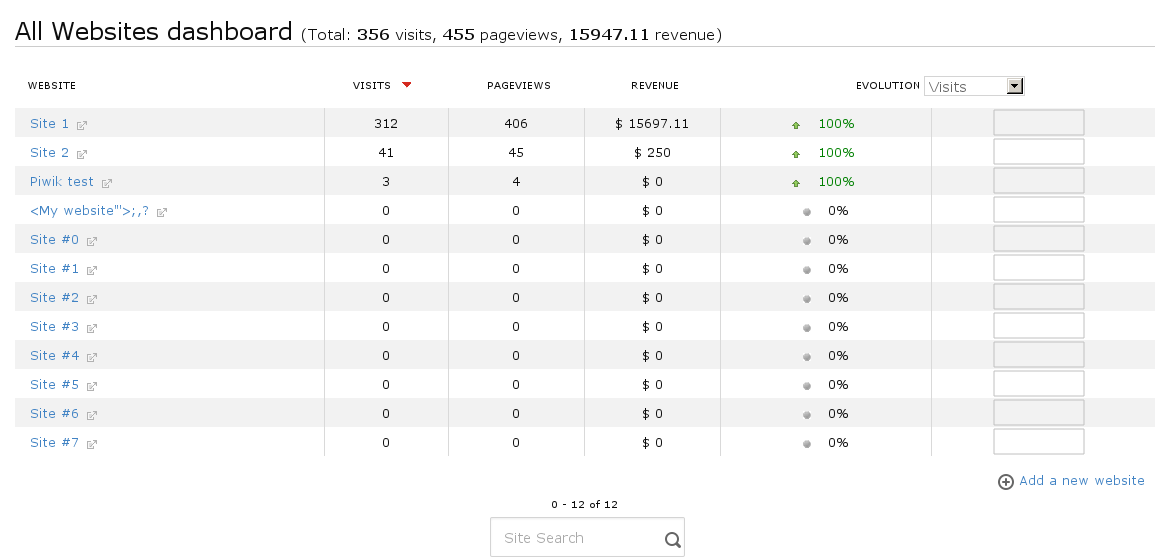 All Websites dashboard (Total: 356 visits, 455 pageviews, 15947.11 revenue)
WEBSITE VISITS PAGEVIEWS REVENUE EVOLUTION Visits
Site 1 312 406 $ 15697.11 100%
Site 2 41 45 $ 250 100%
Piwik test 3 4 $ 0 100%
<My website"'>;,? 0 0 $ 0 0%
Site #0 0 0 $ 0 0%
Site #1 0 0 $ 0 0%
Site #2 0 0 $ 0 0%
Site #3 0 0 $ 0 0%
Site #4 0 0 $ 0 0%
Site #5 0 0 $ 0 0%
Site #6 0 0 $ 0 0%
Site #7 0 0 $ 0 0%
Add a new website
0 - 12 of 12
Site Search